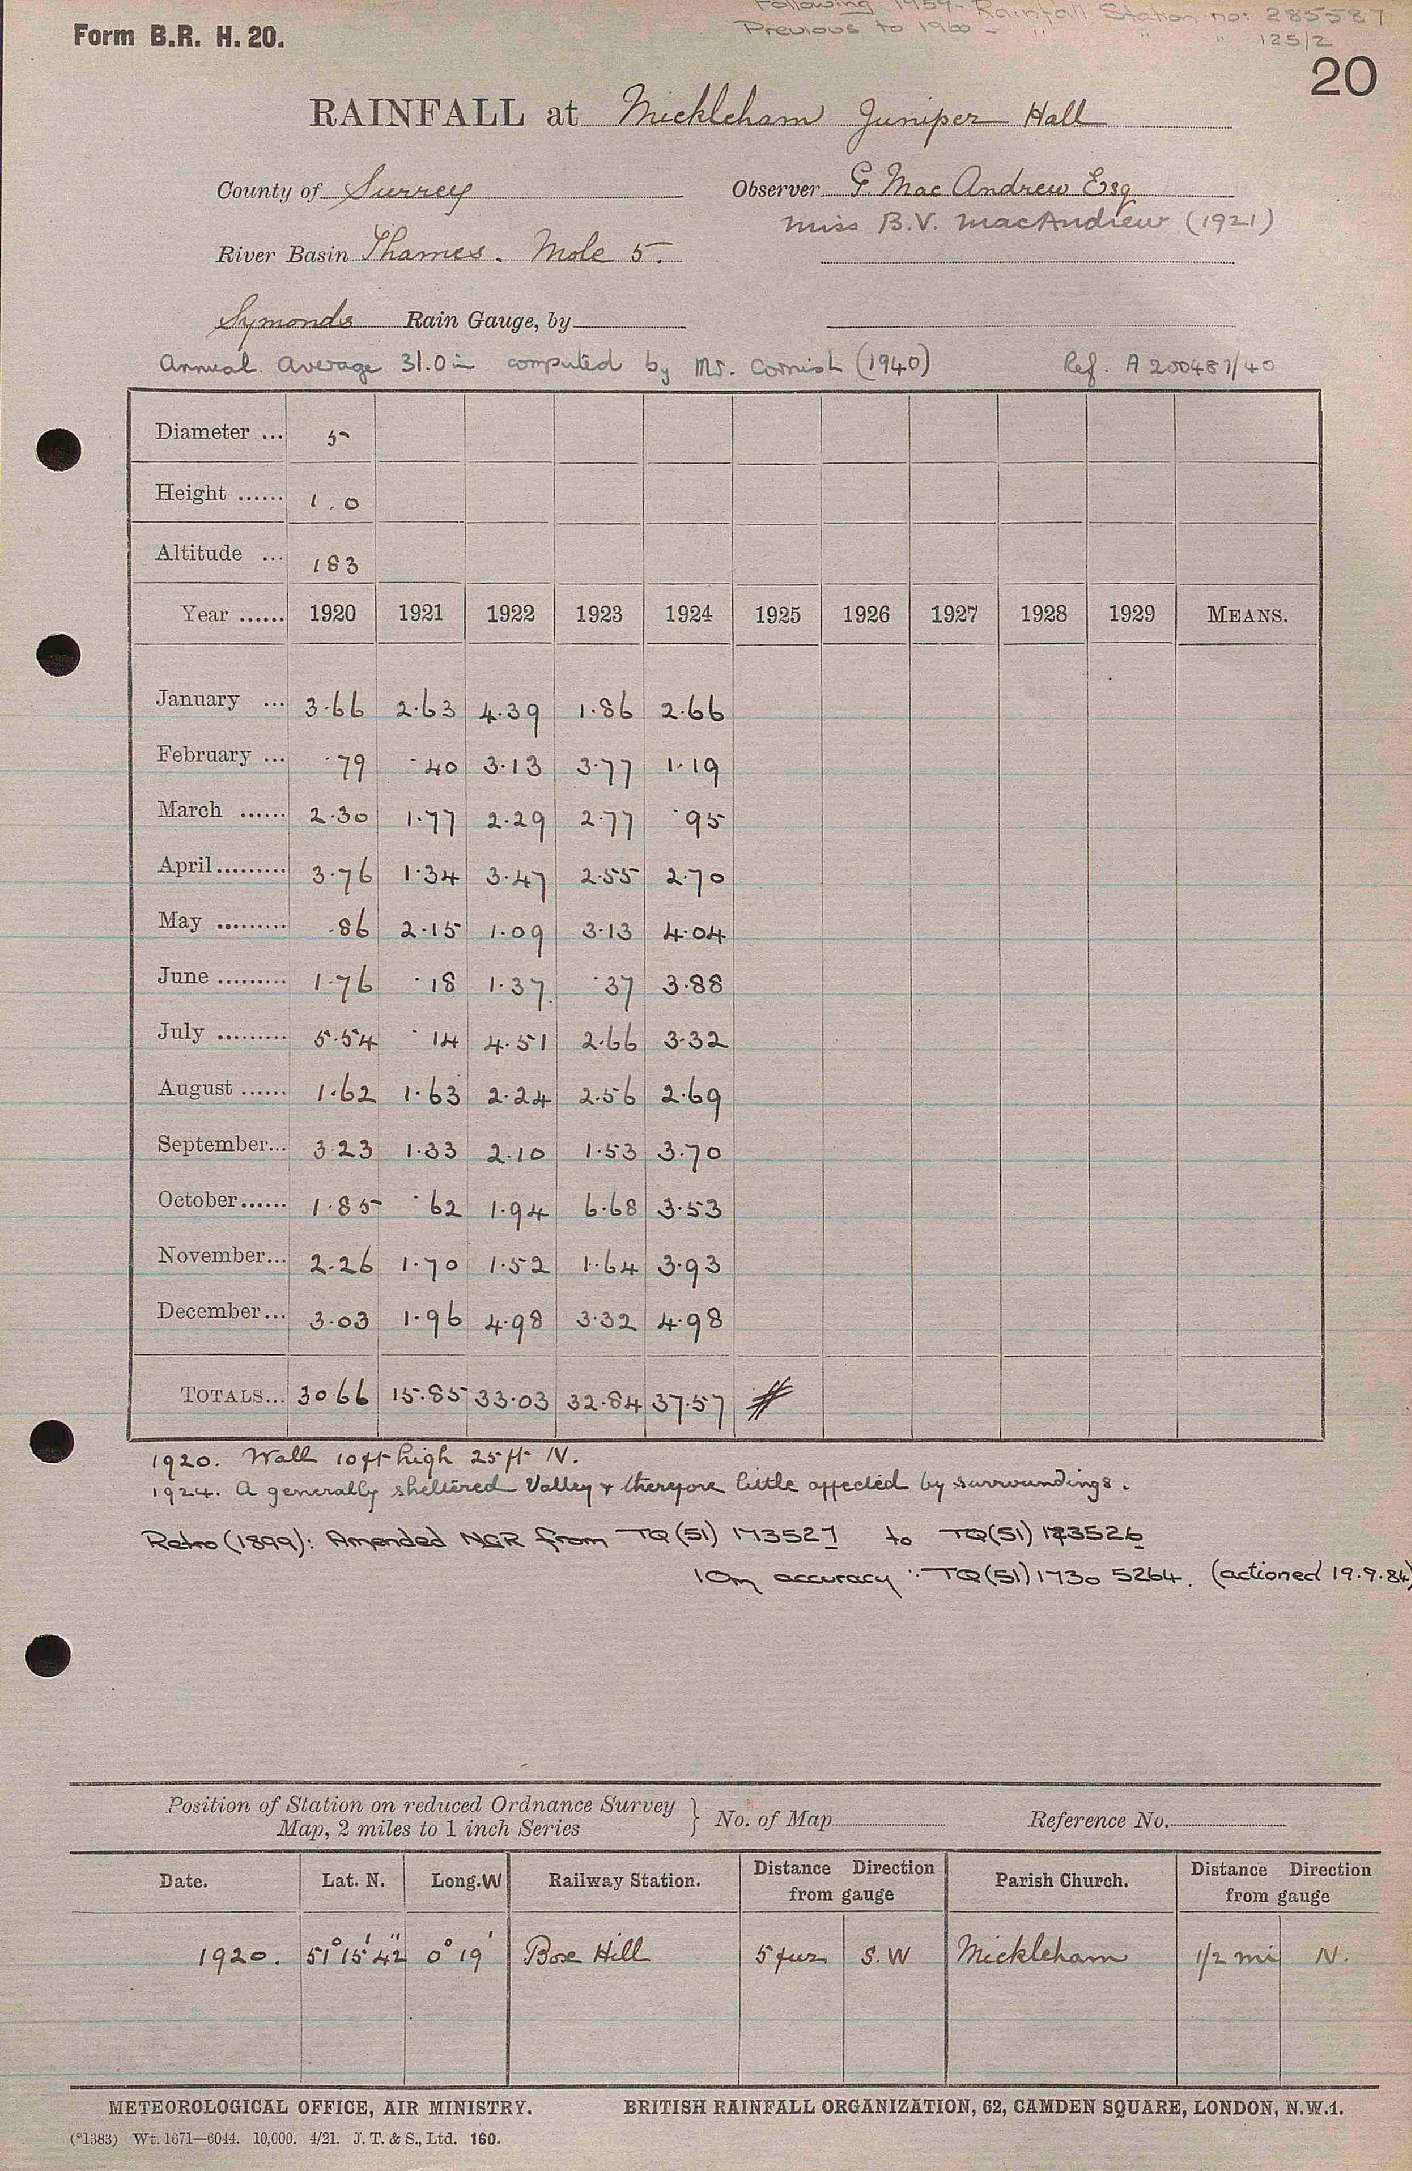 Form B.R. H. 20.
Following 1959 - Rainfall Station no: 285587
Previous to 1960 - " " " 125/2
20
RAINFALL at Mickleham Juniper Hall
County of Surrey Observer G. MacAndrew Esq
Miss B.V. MacAndrew (1921)
River Basin Thames. Mole 5.
Symonds Rain Gauge, by
Annual Average 31.0 in computed by Mr. Cornish (1940) Ref. A 200481/40
Diameter ... 5
Height ...... 1.0
Altitude ... 183
Year ...... 1920 1921 1922 1923 1924 1925 1926 1927 1928 1929 MEANS.
January ... 3.66 2.63 4.39 1.86 2.66
February ... .79 .40 3.13 3.77 1.19
March ...... 2.30 1.77 2.29 2.77 .95
April......... 3.76 1.34 3.47 2.55 2.70
May ......... .86 2.15 1.09 3.13 4.04
June ......... 1.76 .18 1.37 .37 3.88
July ......... 5.54 .14 4.51 2.66 3.32
August ...... 1.62 1.63 2.24 2.56 2.69
September... 3.23 1.33 2.10 1.53 3.70
October...... 1.85 .62 1.94 6.68 3.53
November... 2.26 1.70 1.52 1.64 3.93
December... 3.03 1.96 4.98 3.32 4.98
TOTALS... 30.66 15.85 33.03 32.84 37.57
1920. Wall 10ft high 25ft N.
1924. A generally sheltered Valley & therefore little affected by surroundings.
Retro (1899): Amended NGR from TQ(51) 173527 to TQ(51) 173526
10m accuracy ∵ TQ(51) 1730 5264. (actioned 19.9.84)
Position of Station on reduced Ordnance Survey Map, 2 miles to 1 inch Series } No. of Map Reference No.
Date. Lat. N. Long. W Railway Station. Distance Direction from gauge Parish Church. Distance Direction from gauge
1920. 51° 15' 42" 0° 19' Box Hill 5 fur S.W Mickleham 1/2 mi N.
METEOROLOGICAL OFFICE, AIR MINISTRY. BRITISH RAINFALL ORGANIZATION, 62, CAMDEN SQUARE, LONDON, N.W.1.
(*1383) Wt. 1671—6044. 10,000. 4/21. J. T. & S., Ltd. 160.